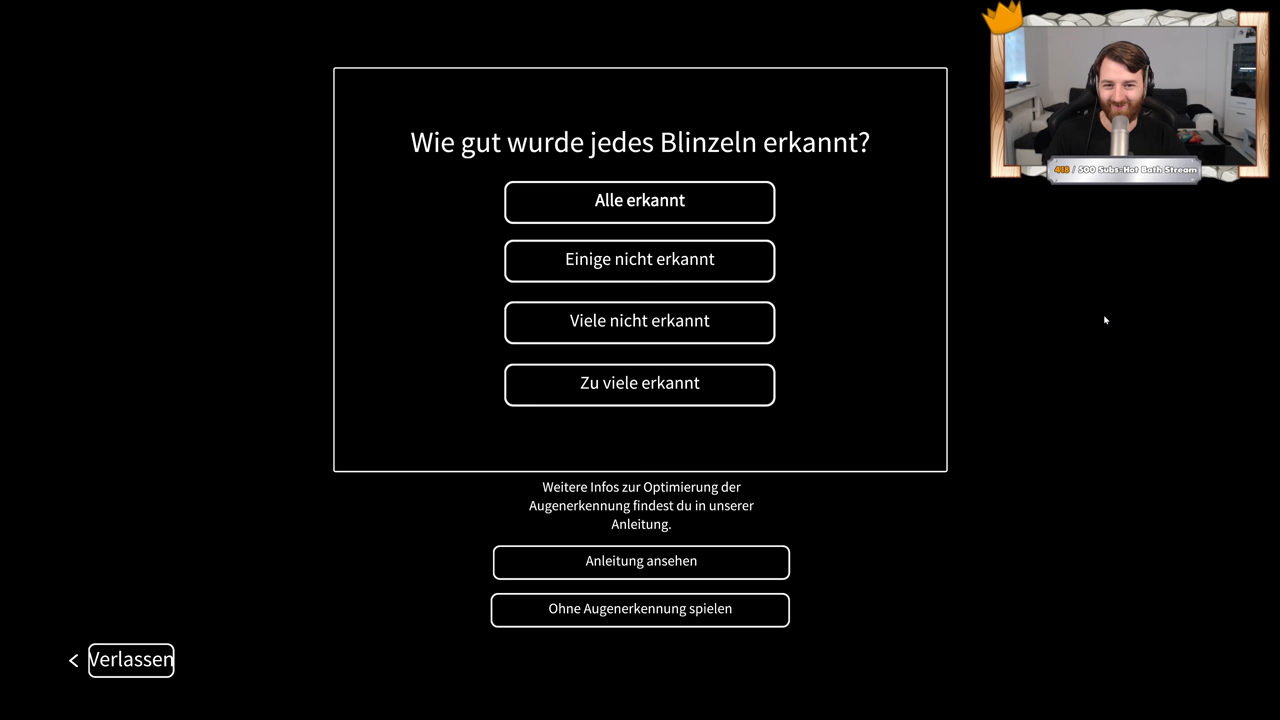 Wie gut wurde jedes Blinzeln erkannt?
Alle erkannt
Einige nicht erkannt
Viele nicht erkannt
Zu viele erkannt
Weitere Infos zur Optimierung der
Augenerkennung findest du in unserer
Anleitung.
Anleitung ansehen
Ohne Augenerkennung spielen
< Verlassen
/ 500 Subs-Hot Bath Stream